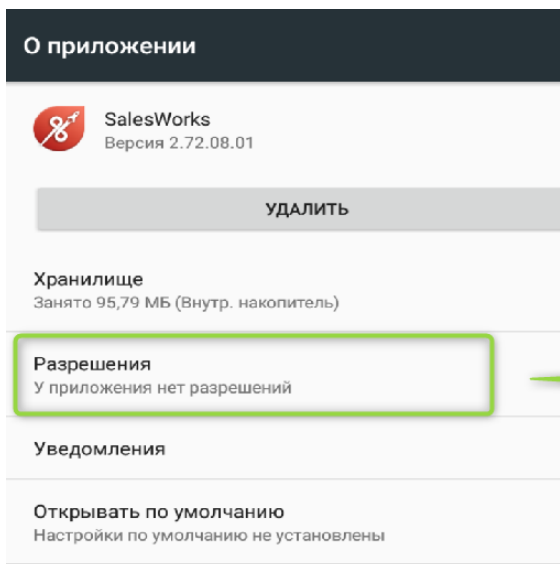 О приложении
SalesWorks
Версия 2.72.08.01
УДАЛИТЬ
Хранилище
Занято 95,79 МБ (Внутр. накопитель)
Разрешения
У приложения нет разрешений
Уведомления
Открывать по умолчанию
Настройки по умолчанию не установлены